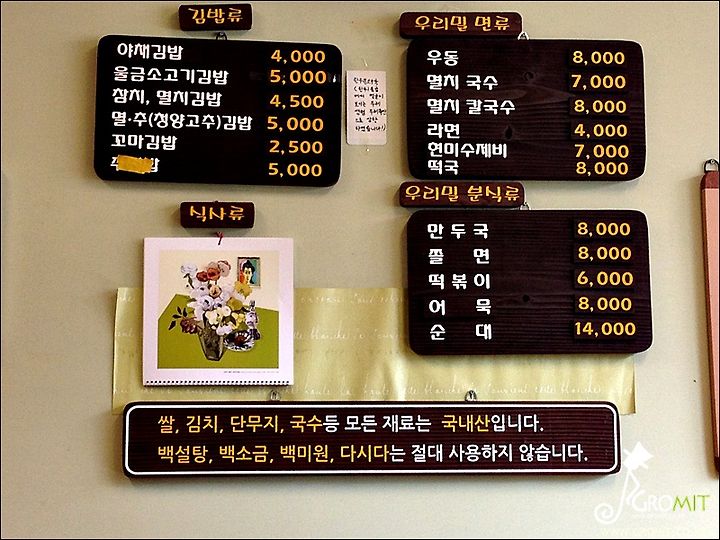 김밥류
야채김밥 4,000
울금소고기김밥 5,000
참치, 멸치김밥 4,500
멸·추(청양고추)김밥 5,000
꼬마김밥 2,500
밥 5,000
우리밀 면류
우동 8,000
멸치 국수 7,000
멸치 칼국수 8,000
라면 4,000
현미수제비 7,000
떡국 8,000
식사류
우리밀 분식류
만두국 8,000
쫄면 8,000
떡볶이 6,000
어묵 8,000
순대 14,000
쌀, 김치, 단무지, 국수등 모든 재료는 국내산입니다.
백설탕, 백소금, 백미원, 다시다는 절대 사용하지 않습니다.
GROMIT